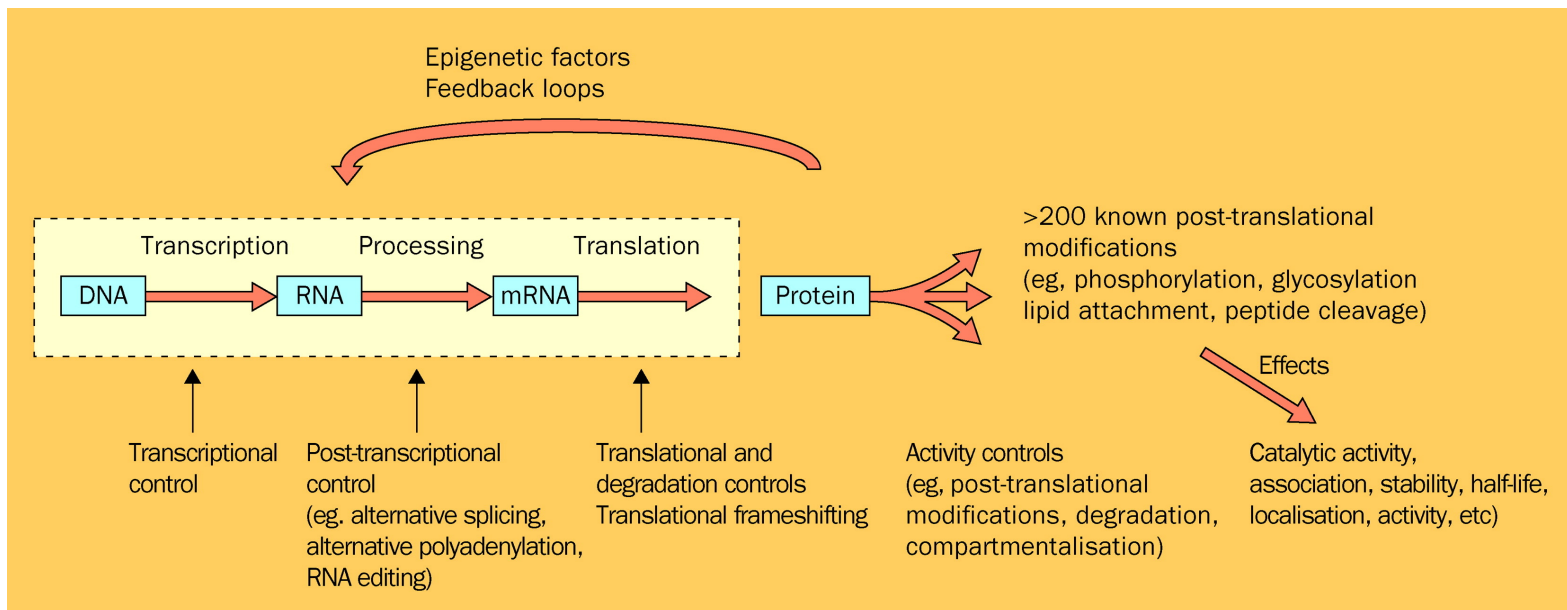 Epigenetic factors
Feedback loops
>200 known post-translational
modifications
(eg, phosphorylation, glycosylation
lipid attachment, peptide cleavage)
Transcription
Processing
Translation
DNA
RNA
mRNA
Protein
Effects
Transcriptional
control
Post-transcriptional
control
(eg. alternative splicing,
alternative polyadenylation,
RNA editing)
Translational and
degradation controls
Translational frameshifting
Activity controls
(eg, post-translational
modifications, degradation,
compartmentalisation)
Catalytic activity,
association, stability, half-life,
localisation, activity, etc)